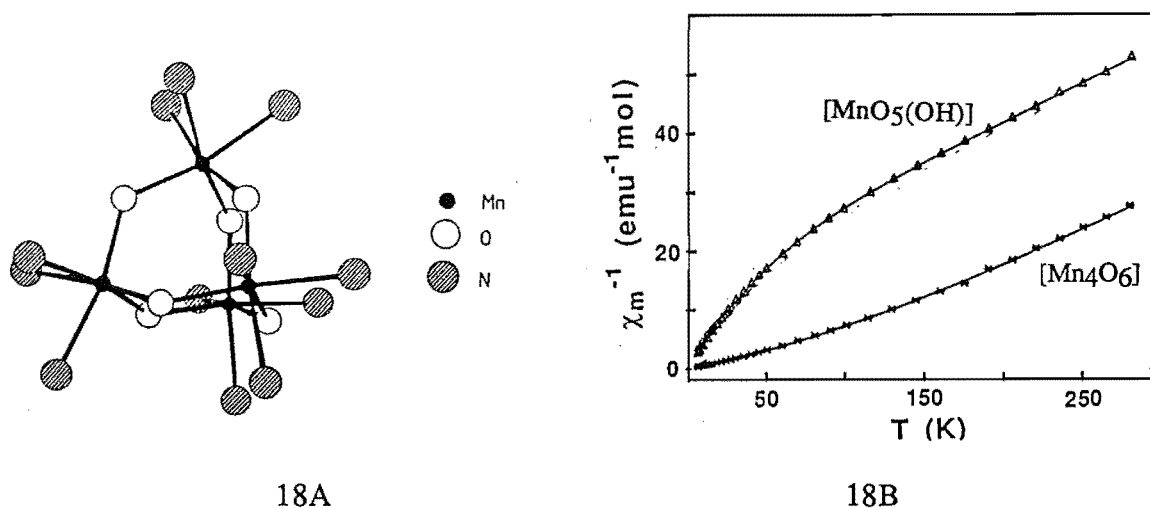 Mn
O
N
18A
χm⁻¹ (emu⁻¹mol)
40
20
0
[MnO5(OH)]
[Mn4O6]
50
150
250
T (K)
18B